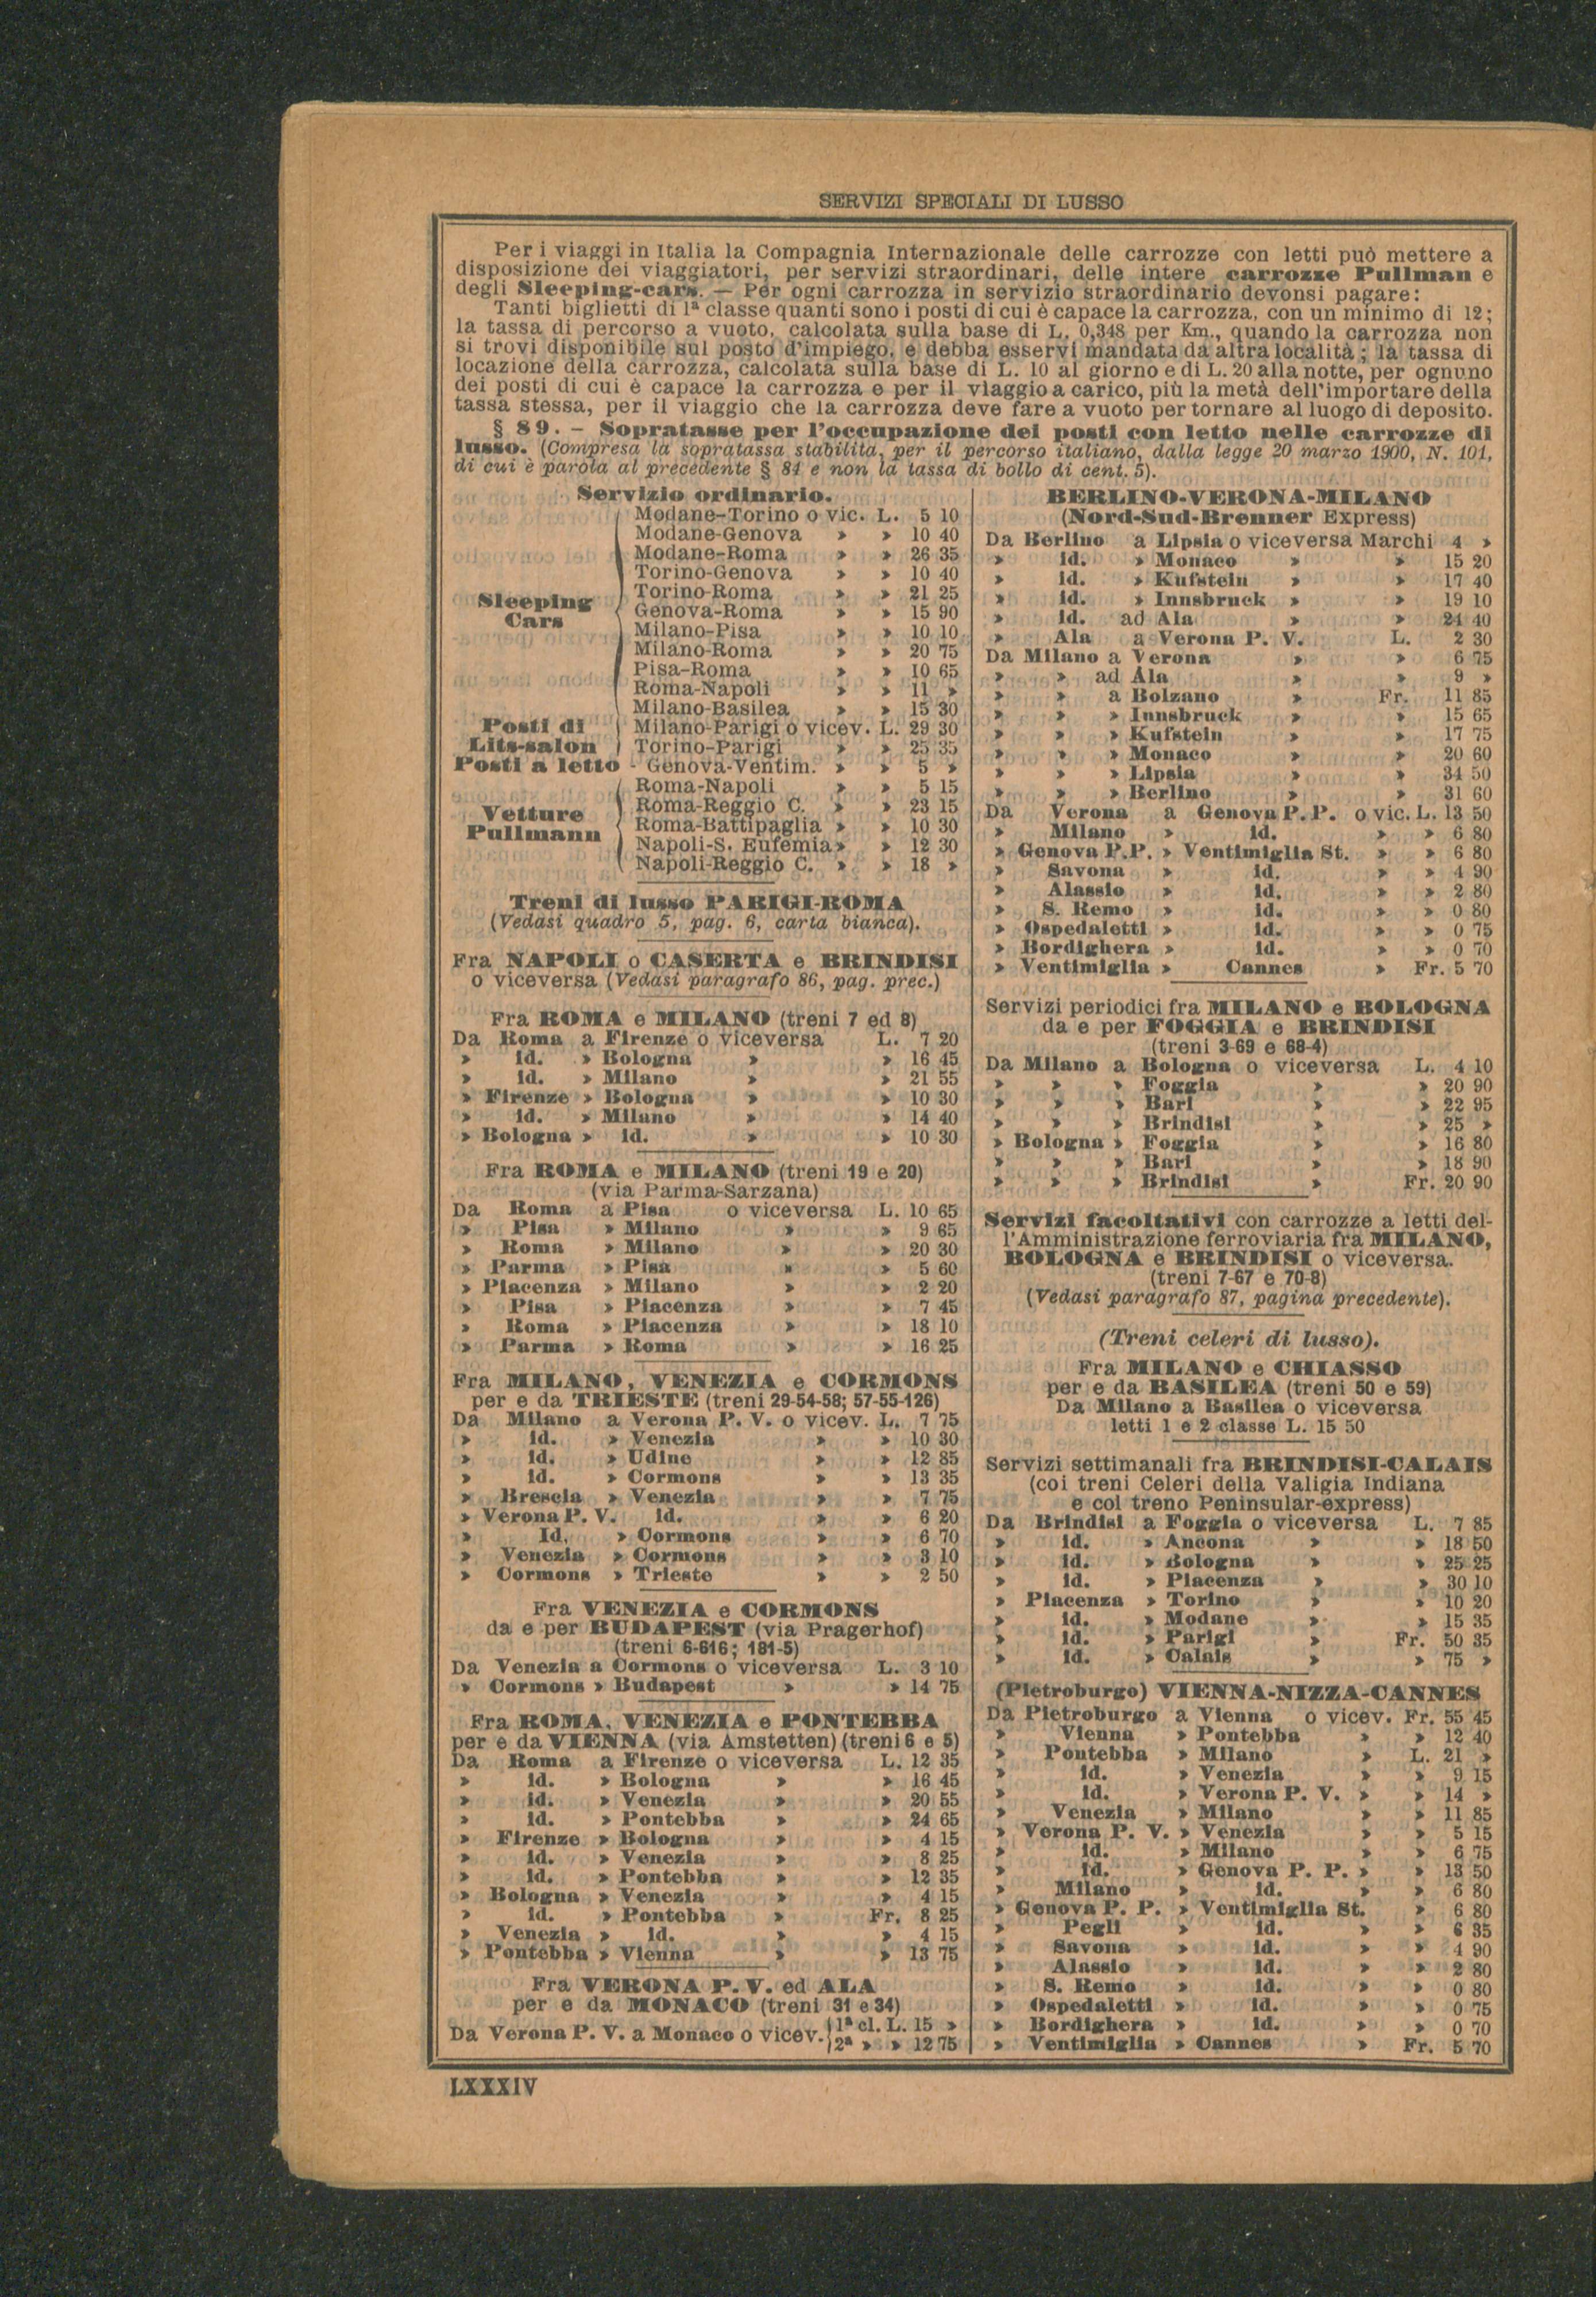 SERVIZI SPECIALI DI LUSSO
Per i viaggi in Italia la Compagnia Internazionale delle carrozze con letti può mettere a
disposizione dei viaggiatori, per servizi straordinari, delle intere carrozze Pullman e
degli Sleeping-cars. — Per ogni carrozza in servizio straordinario devonsi pagare:
Tanti biglietti di 1ª classe quanti sono i posti di cui è capace la carrozza, con un minimo di 12;
la tassa di percorso a vuoto, calcolata sulla base di L. 0,348 per Km., quando la carrozza non
si trovi disponibile sul posto d'impiego, e debba esservi mandata da altra località; la tassa di
locazione della carrozza, calcolata sulla base di L. 10 al giorno e di L. 20 alla notte, per ognuno
dei posti di cui è capace la carrozza e per il viaggio a carico, più la metà dell'importare della
tassa stessa, per il viaggio che la carrozza deve fare a vuoto per tornare al luogo di deposito.
§ 89. - Sopratasse per l'occupazione dei posti con letto nelle carrozze di
lusso. (Compresa la sopratassa stabilita, per il percorso italiano, dalla legge 20 marzo 1900, N. 101,
di cui è parola al precedente § 84 e non la tassa di bollo di cent. 5).
Servizio ordinario.
Sleeping Cars
Modane-Torino o vic. L. 5 10
Modane-Genova » » 10 40
Modane-Roma » » 26 35
Torino-Genova » » 10 40
Torino-Roma » » 21 25
Genova-Roma » » 15 90
Milano-Pisa » » 10 10
Milano-Roma » » 20 75
Pisa-Roma » » 10 65
Roma-Napoli » » 11 »
Milano-Basilea » » 15 30
Posti di Lits-salon
Milano-Parigi o vicev. L. 29 30
Torino-Parigi » » 25 35
Posti a letto - Genova-Ventim. » » 5 »
Vetture Pullmann
Roma-Napoli » » 5 15
Roma-Reggio C. » » 23 15
Roma-Battipaglia » » 10 30
Napoli-S. Eufemia » » 12 30
Napoli-Reggio C. » » 18 »
Treni di lusso PARIGI-ROMA
(Vedasi quadro 5, pag. 6, carta bianca).
Fra NAPOLI o CASERTA e BRINDISI
o viceversa (Vedasi paragrafo 86, pag. prec.)
Fra ROMA e MILANO (treni 7 ed 8)
Da Roma a Firenze o viceversa L. 7 20
» id. » Bologna » » 16 45
» id. » Milano » » 21 55
» Firenze » Bologna » » 10 30
» id. » Milano » » 14 40
» Bologna » id. » » 10 30
Fra ROMA e MILANO (treni 19 e 20)
(via Parma-Sarzana)
Da Roma a Pisa o viceversa L. 10 65
» Pisa » Milano » » 9 65
» Roma » Milano » » 20 30
» Parma » Pisa » » 5 60
» Piacenza » Milano » » 2 20
» Pisa » Piacenza » » 7 45
» Roma » Piacenza » » 18 10
» Parma » Roma » » 16 25
Fra MILANO, VENEZIA e CORMONS
per e da TRIESTE (treni 29-54-58; 57-55-126)
Da Milano a Verona P. V. o vicev. L. 7 75
» id. » Venezia » » 10 30
» id. » Udine » » 12 85
» id. » Cormons » » 13 35
» Brescia » Venezia » » 7 75
» Verona P. V. id. » » 6 20
» Id. » Cormons » » 6 70
» Venezia » Cormons » » 3 10
» Cormons » Trieste » » 2 50
Fra VENEZIA e CORMONS
da e per BUDAPEST (via Pragerhof)
(treni 6-616; 181-5)
Da Venezia a Cormons o viceversa L. 3 10
» Cormons » Budapest » » 14 75
Fra ROMA, VENEZIA e PONTEBBA
per e da VIENNA (via Amstetten) (treni 6 e 5)
Da Roma a Firenze o viceversa L. 12 35
» id. » Bologna » » 16 45
» id. » Venezia » » 20 55
» id. » Pontebba » » 24 65
» Firenze » Bologna » » 4 15
» id. » Venezia » » 8 25
» id. » Pontebba » » 12 35
» Bologna » Venezia » » 4 15
» id. » Pontebba » Fr. 8 25
» Venezia » id. » » 4 15
» Pontebba » Vienna » » 13 75
Fra VERONA P. V. ed ALA
per e da MONACO (treni 31 e 34)
Da Verona P. V. a Monaco o vicev. 1ª cl. L. 15 »
2ª » » 12 75
BERLINO-VERONA-MILANO
(Nord-Sud-Brenner Express)
Da Berlino a Lipsia o viceversa Marchi 4 »
» id. » Monaco » » 15 20
» id. » Kufstein » » 17 40
» id. » Innsbruck » » 19 10
» id. ad Ala » » 24 40
» Ala a Verona P. V. L. 2 30
Da Milano a Verona » » 6 75
» » ad Ala » » 9 »
» » a Bolzano » Fr. 11 85
» » » Innsbruck » » 15 65
» » » Kufstein » » 17 75
» » » Monaco » » 20 60
» » » Lipsia » » 34 50
» » » Berlino » » 31 60
Da Verona a Genova P. P. o vic. L. 13 50
» Milano » id. » » 6 80
» Genova P.P. » Ventimiglia St. » » 6 80
» Savona » id. » » 4 90
» Alassio » id. » » 2 80
» S. Remo » id. » » 0 80
» Ospedaletti » id. » » 0 75
» Bordighera » id. » » 0 70
» Ventimiglia » Cannes » Fr. 5 70
Servizi periodici fra MILANO e BOLOGNA
da e per FOGGIA e BRINDISI
(treni 3-69 e 68-4)
Da Milano a Bologna o viceversa L. 4 10
» » » Foggia » » 20 90
» » » Bari » » 22 95
» » » Brindisi » » 25 »
» Bologna » Foggia » » 16 80
» » » Bari » » 18 90
» » » Brindisi » Fr. 20 90
Servizi facoltativi con carrozze a letti del-
l'Amministrazione ferroviaria fra MILANO,
BOLOGNA e BRINDISI o viceversa.
(treni 7-67 e 70-8)
(Vedasi paragrafo 87, pagina precedente).
(Treni celeri di lusso).
Fra MILANO e CHIASSO
per e da BASILEA (treni 50 e 59)
Da Milano a Basilea o viceversa
letti 1 e 2 classe L. 15 50
Servizi settimanali fra BRINDISI-CALAIS
(coi treni Celeri della Valigia Indiana
e col treno Peninsular-express)
Da Brindisi a Foggia o viceversa L. 7 85
» id. » Ancona » » 18 50
» id. » Bologna » » 25 25
» id. » Piacenza » » 30 10
» Piacenza » Torino » » 10 20
» id. » Modane » » 15 35
» id. » Parigi » Fr. 50 35
» id. » Calais » » 75 »
(Pietroburgo) VIENNA-NIZZA-CANNES
Da Pietroburgo a Vienna o vicev. Fr. 55 45
» Vienna » Pontebba » » 12 40
» Pontebba » Milano » L. 21 »
» id. » Venezia » » 9 15
» id. » Verona P. V. » » 14 »
» Venezia » Milano » » 11 85
» Verona P. V. » Venezia » » 5 15
» id. » Milano » » 6 75
» id. » Genova P. P. » » 13 50
» Milano » id. » » 6 80
» Genova P. P. » Ventimiglia St. » 6 80
» Pegli » id. » » 6 35
» Savona » id. » » 4 90
» Alassio » id. » » 2 80
» S. Remo » id. » » 0 80
» Ospedaletti » id. » » 0 75
» Bordighera » id. » » 0 70
» Ventimiglia » Cannes » Fr. 5 70
LXXXIV